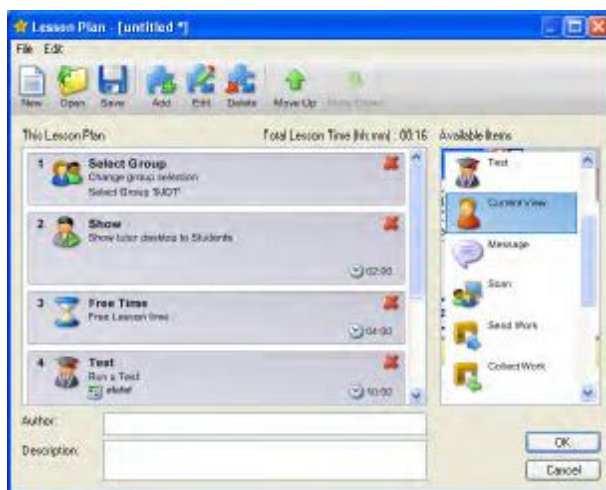 Lesson Plan - [untitled *]
File Edit
New Open Save Add Edit Delete Move Up Move Down
This Lesson Plan Total Lesson Time (hh:mm) : 00:16 Available Items
1 Select Group
Change group selection
Select Group
2 Show
Show tutor desktop to Students
02:00
3 Free Time
Free Lesson time
04:00
4 Test
Run a Test
10:00
Test
Current View
Message
Scan
Send Work
Collect Work
Author:
Description:
OK
Cancel